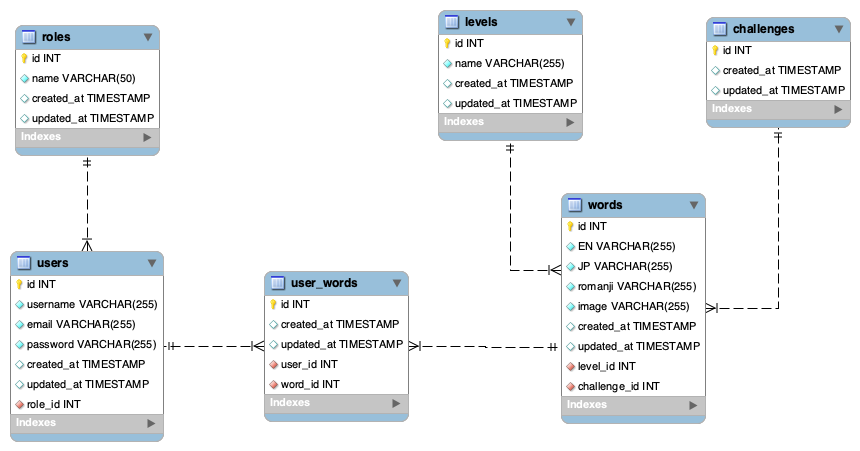 roles
id INT
name VARCHAR(50)
created_at TIMESTAMP
updated_at TIMESTAMP
Indexes
levels
id INT
name VARCHAR(255)
created_at TIMESTAMP
updated_at TIMESTAMP
Indexes
challenges
id INT
created_at TIMESTAMP
updated_at TIMESTAMP
Indexes
users
id INT
username VARCHAR(255)
email VARCHAR(255)
password VARCHAR(255)
created_at TIMESTAMP
updated_at TIMESTAMP
role_id INT
Indexes
user_words
id INT
created_at TIMESTAMP
updated_at TIMESTAMP
user_id INT
word_id INT
Indexes
words
id INT
EN VARCHAR(255)
JP VARCHAR(255)
romanji VARCHAR(255)
image VARCHAR(255)
created_at TIMESTAMP
updated_at TIMESTAMP
level_id INT
challenge_id INT
Indexes